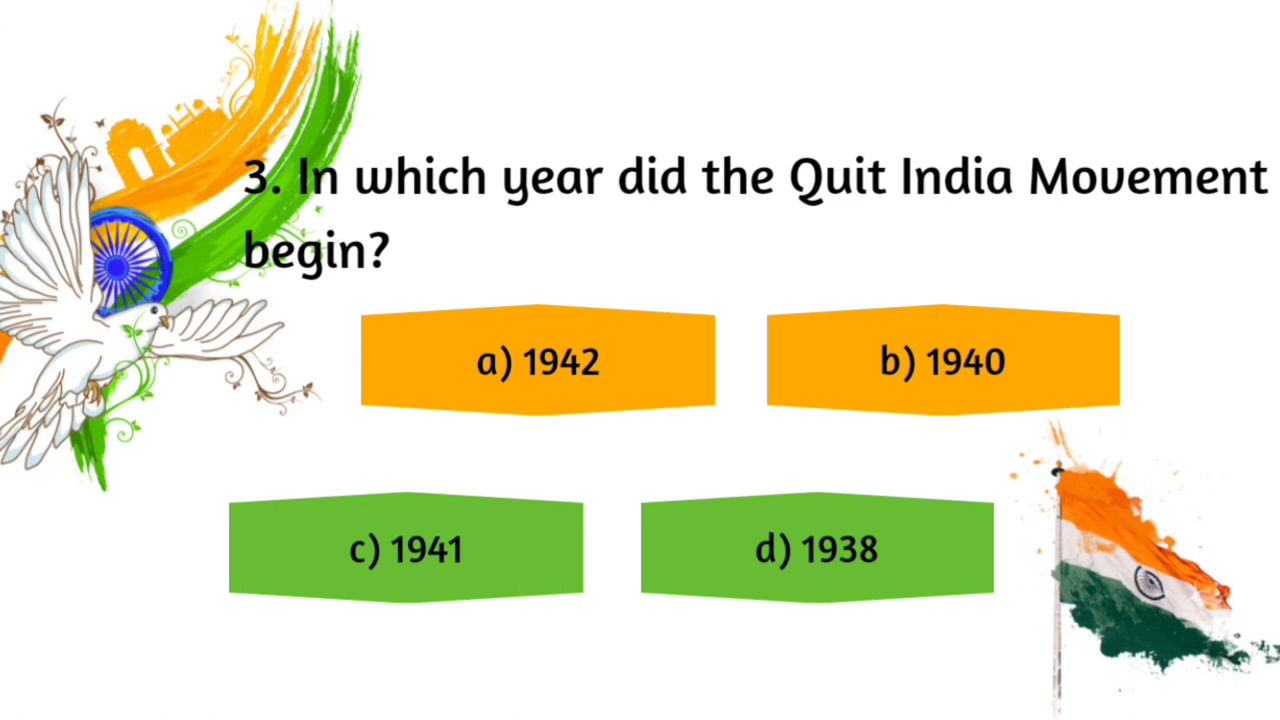 3. In which year did the Quit India Movement
begin?
a) 1942
b) 1940
c) 1941
d) 1938